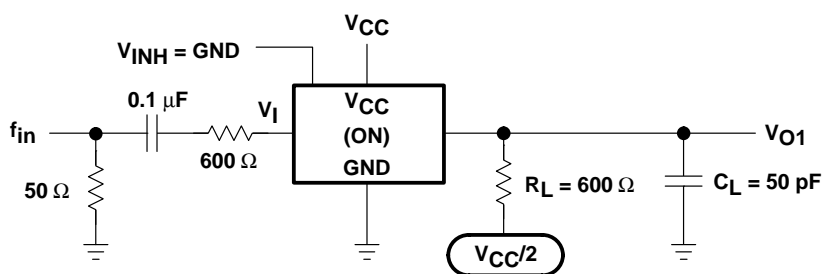 VCC
VINH = GND
0.1 μF
VI
VCC
fin
(ON)
VO1
600 Ω
GND
50 Ω
RL = 600 Ω
CL = 50 pF
VCC/2